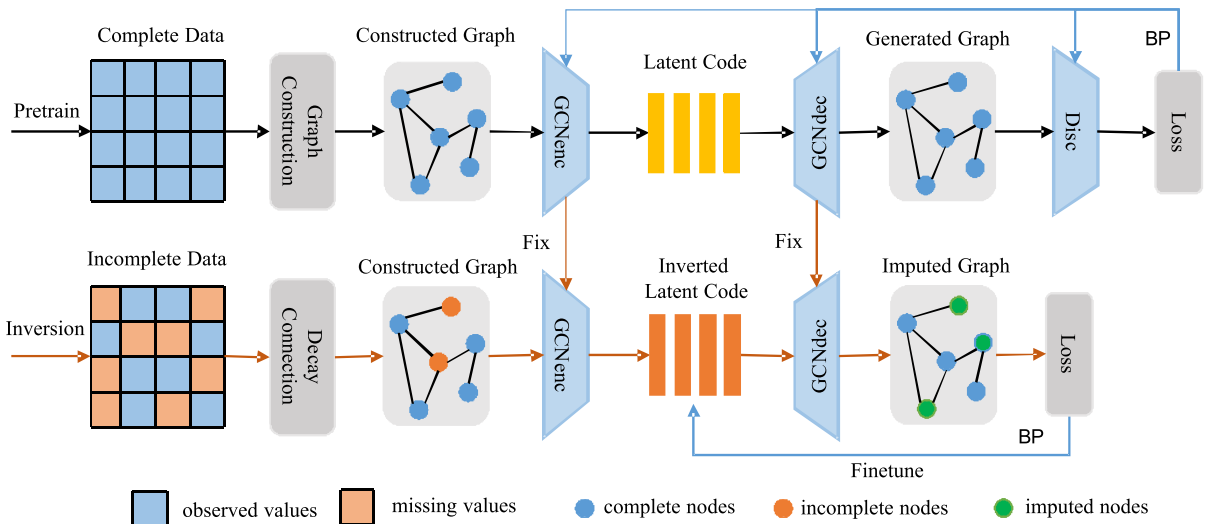 Complete Data
Constructed Graph
Latent Code
Generated Graph
BP
Pretrain
Graph
Construction
GCNenc
GCNdec
Disc
Loss
Fix
Fix
Incomplete Data
Constructed Graph
Inverted
Latent Code
Imputed Graph
Inversion
Decay
Connection
GCNenc
GCNdec
Loss
BP
Finetune
observed values
missing values
complete nodes
incomplete nodes
imputed nodes